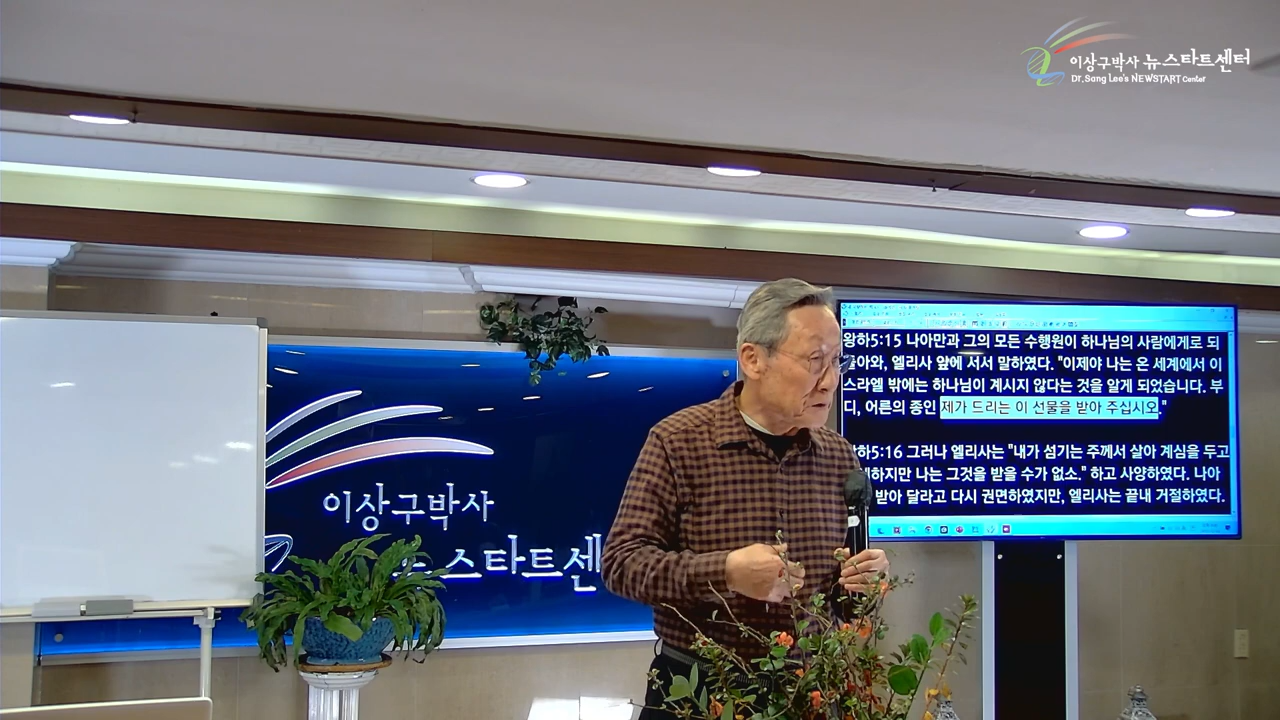 이상구박사 뉴스타트센터
Dr. Sang Lee's NEWSTART Center
이상구박사
뉴스타트센
왕하5:15 나아만과 그의 모든 수행원이 하나님의 사람에게로 되
돌아와, 엘리사 앞에 서서 말하였다. "이제야 나는 온 세계에서 이
스라엘 밖에는 하나님이 계시지 않다는 것을 알게 되었습니다. 부
디, 어른의 종인 제가 드리는 이 선물을 받아 주십시오."
왕하5:16 그러나 엘리사는 "내가 섬기는 주께서 살아 계심을 두고
하지만 나는 그것을 받을 수가 없소." 하고 사양하였다. 나아
받아 달라고 다시 권면하였지만, 엘리사는 끝내 거절하였다.